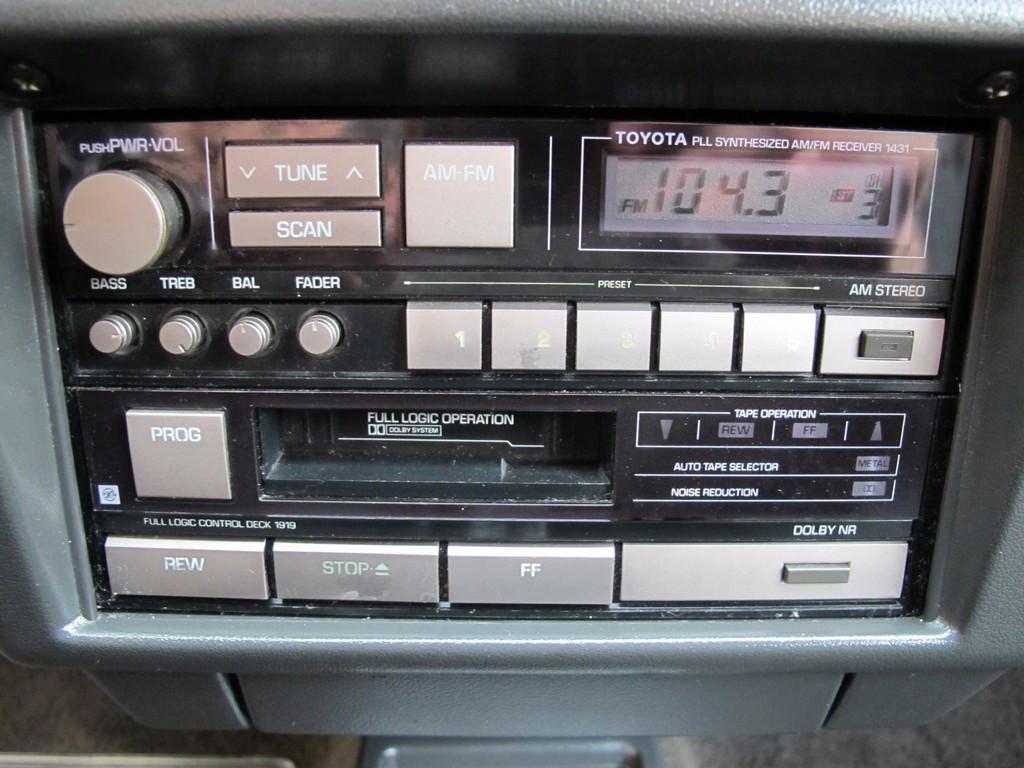 PUSH PWR·VOL
TUNE
SCAN
AM·FM
TOYOTA PLL SYNTHESIZED AM/FM RECEIVER 1431
FM 104.3 ST CH 3
BASS TREB BAL FADER
PRESET
AM STEREO
1 2 3 4 5
PROG
FULL LOGIC OPERATION
DOLBY SYSTEM
TAPE OPERATION
REW FF
AUTO TAPE SELECTOR METAL
NOISE REDUCTION
FULL LOGIC CONTROL DECK 1919
DOLBY NR
REW STOP·⏏ FF